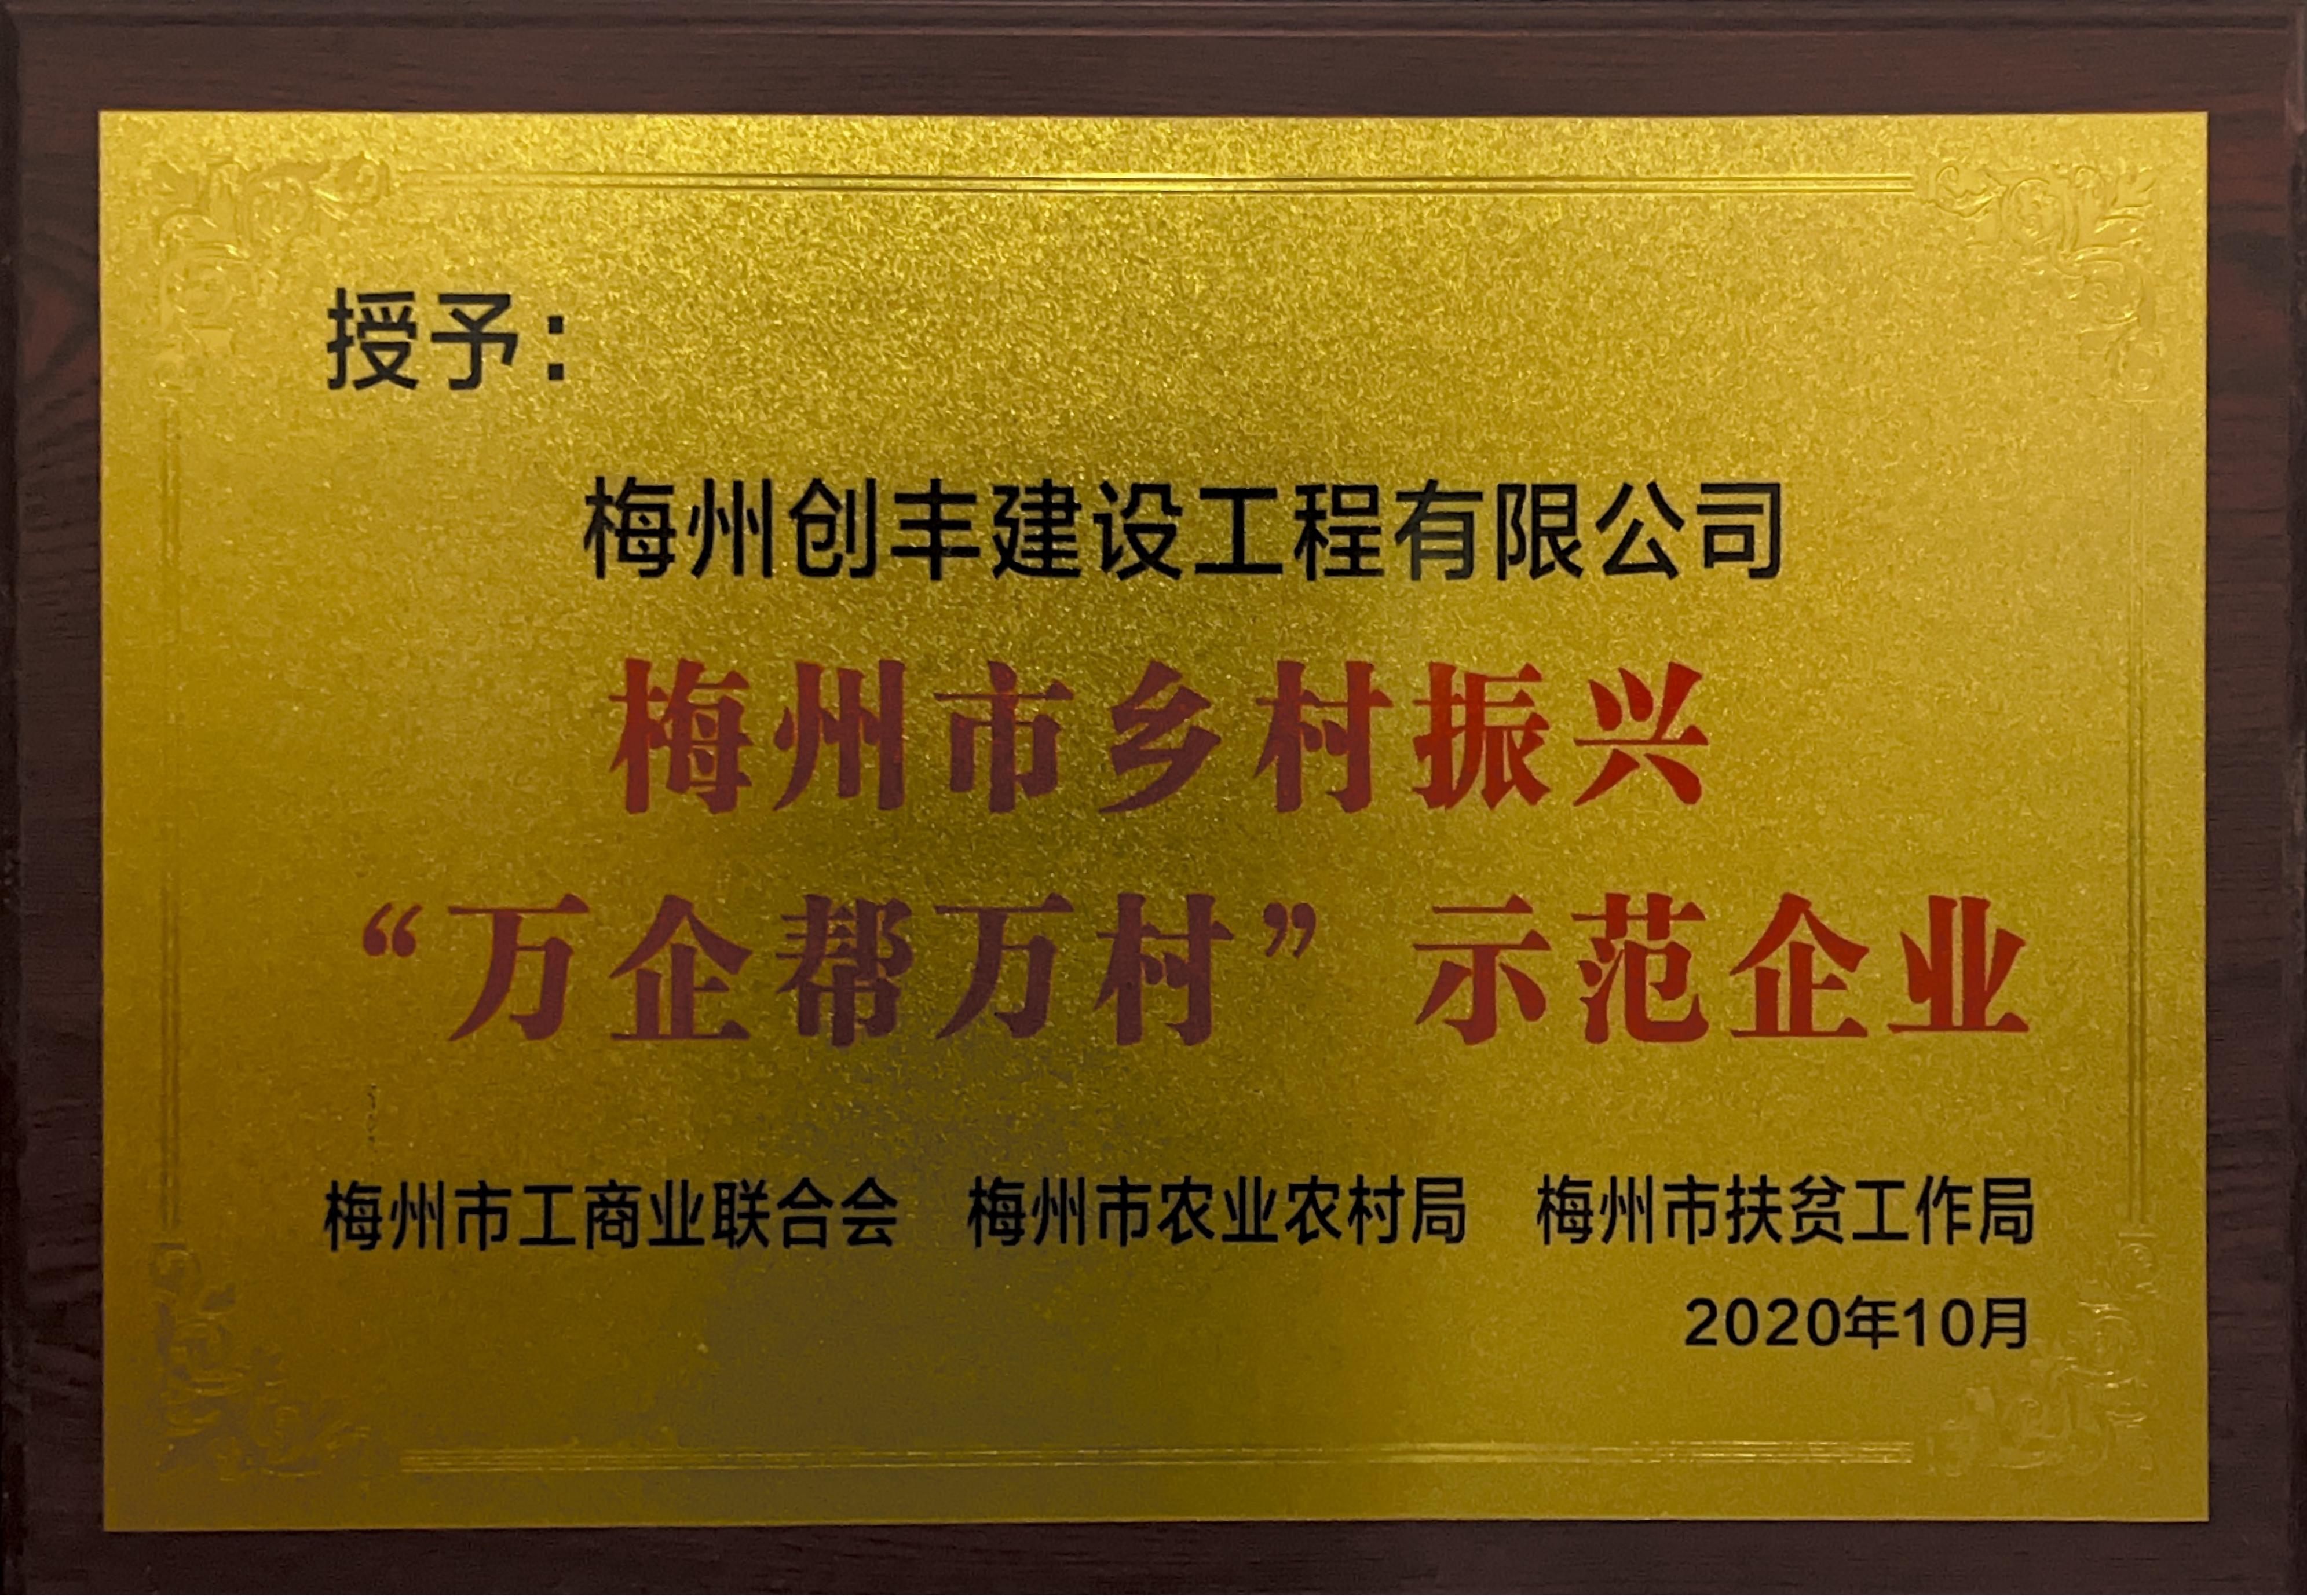 授予：
梅州创丰建设工程有限公司
梅州市乡村振兴
“万企帮万村”示范企业
梅州市工商业联合会 梅州市农业农村局 梅州市扶贫工作局
2020年10月